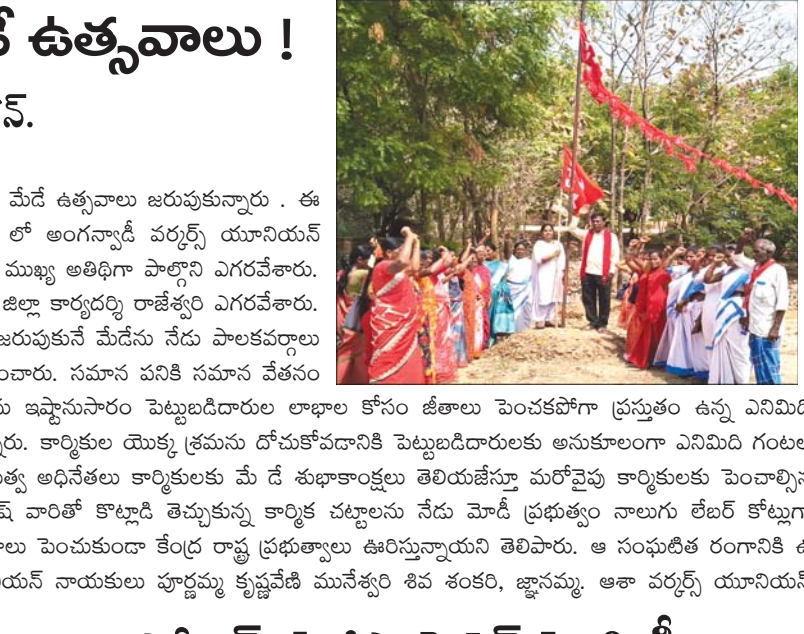 ఉత్సవాలు !
మేడే ఉత్సవాలు జరుపుకున్నారు . ఈ
లో అంగన్వాడీ వర్కర్స్ యూనియన్
ముఖ్య అతిథిగా పాల్గొని ఎగరవేశారు.
జిల్లా కార్యదర్శి రాజేశ్వరి ఎగరవేశారు.
జరుపుకునే మేడేను నేడు పాలకవర్గాలు
సమాన పనికి సమాన వేతనం
ఇష్టానుసారం పెట్టుబడిదారుల లాభాల కోసం జీతాలు పెంచకపోగా ప్రస్తుతం ఉన్న ఎనిమిది
కార్మికుల యొక్క శ్రమను దోచుకోవడానికి పెట్టుబడిదారులకు అనుకూలంగా ఎనిమిది గంటల
అధినేతలు కార్మికులకు మే డే శుభాకాంక్షలు తెలియజేస్తూ మరోవైపు కార్మికులకు పెంచాల్సిన
వారితో కొట్లాడి తెచ్చుకున్న కార్మిక చట్టాలను నేడు మోడీ ప్రభుత్వం నాలుగు లేబర్ కోట్లుగా
పెంచుకుండా కేంద్ర రాష్ట్ర ప్రభుత్వాలు ఊరిస్తున్నాయని తెలిపారు. ఆ సంఘటిత రంగానికి
నాయకులు పూర్ణమ్మ కృష్ణవేణి మునేశ్వరి శివ శంకరి, జ్ఞానమ్మ. ఆశా వర్కర్స్ యూనియన్